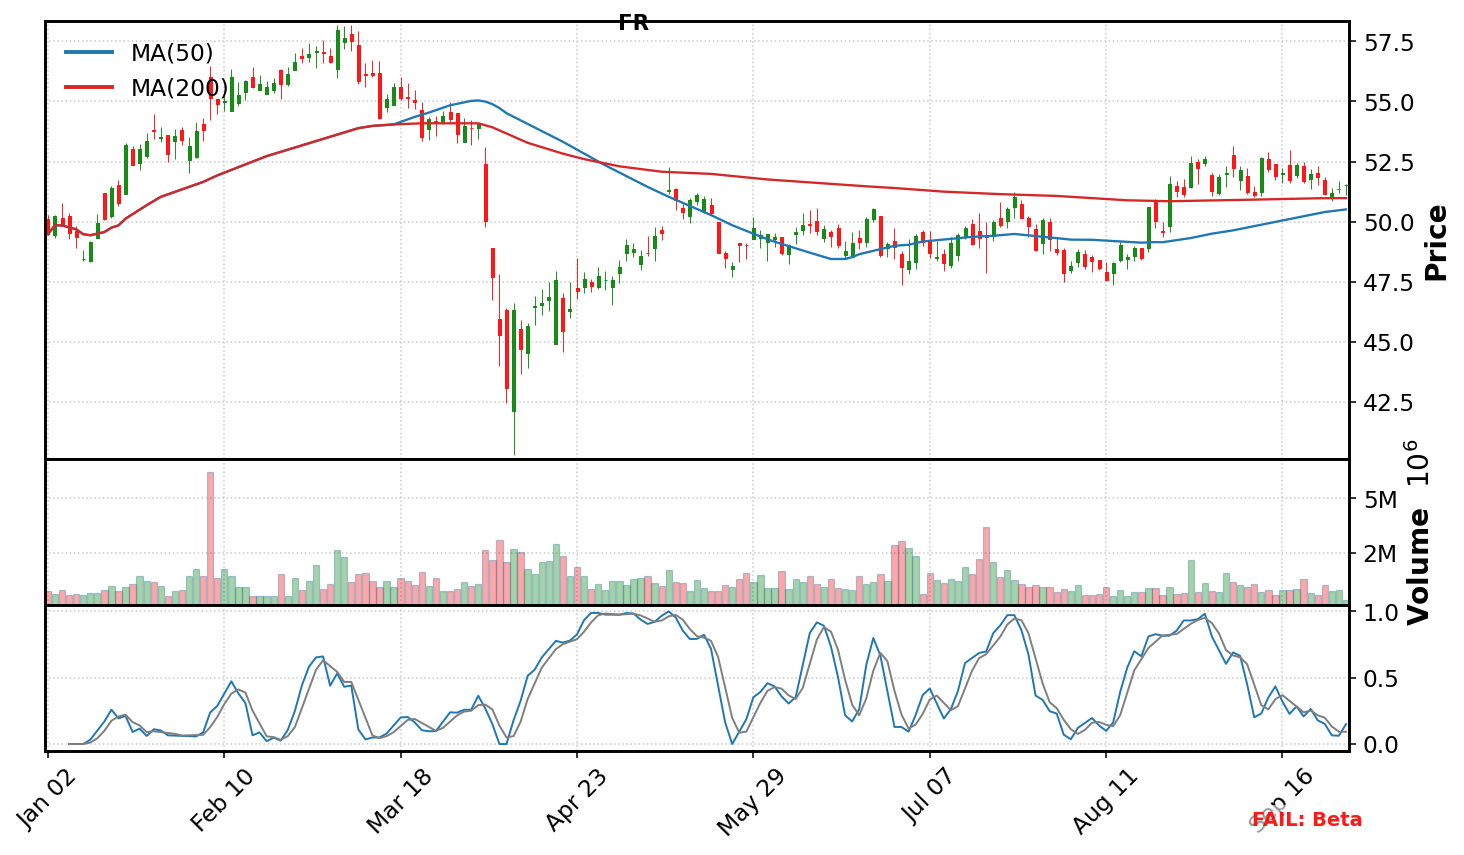 FR
MA(50)
MA(200)
57.5
55.0
52.5
50.0
47.5
45.0
42.5
Price
5M
2M
Volume 10^6
1.0
0.5
0.0
Jan 02
Feb 10
Mar 18
Apr 23
May 29
Jul 07
Aug 11
Sep 16
FAIL: Beta